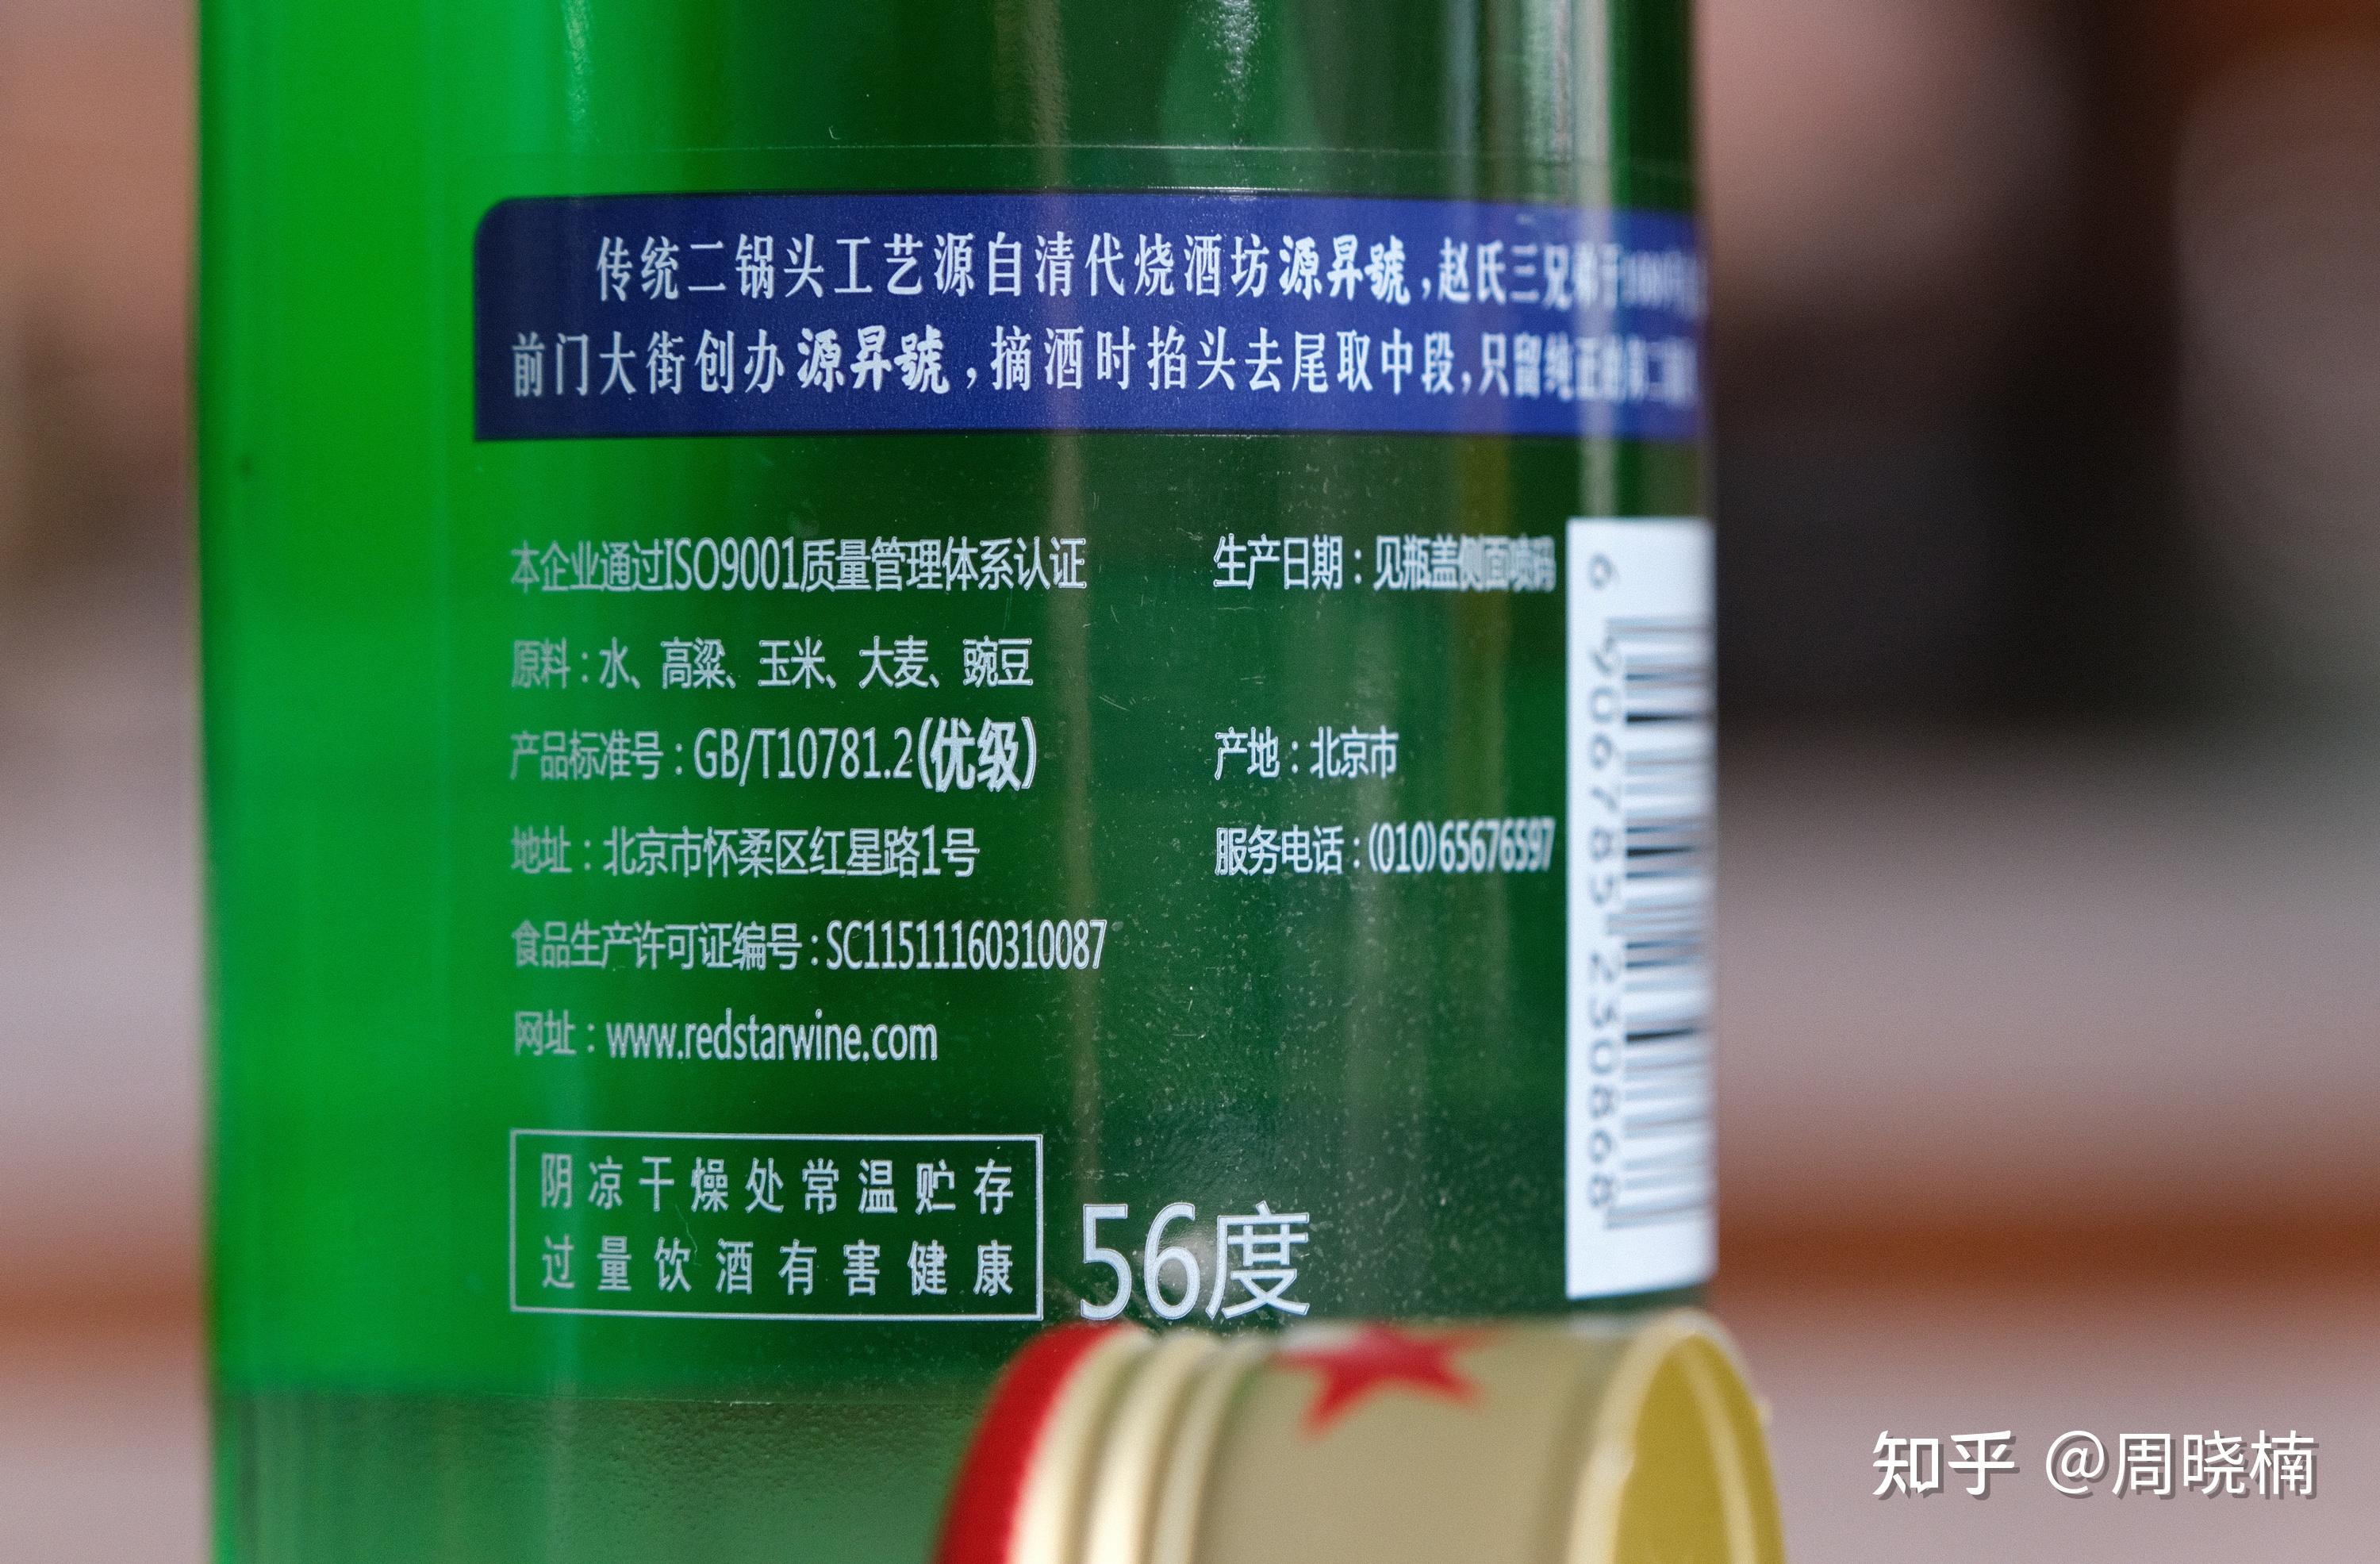 传统二锅头工艺源自清代烧酒坊源昇號,赵氏三兄弟于
前门大街创办源昇號,摘酒时掐头去尾取中段,只留纯正的第二
本企业通过ISO9001质量管理体系认证 生产日期:见瓶盖侧面喷码
原料:水、高粱、玉米、大麦、豌豆
产品标准号:GB/T10781.2(优级) 产地:北京市
地址:北京市怀柔区红星路1号 服务电话:(010)65676597
食品生产许可证编号:SC11511160310087
网址:www.redstarwine.com
阴凉干燥处常温贮存
过量饮酒有害健康
56度
6 906785 230868
知乎 @周晓楠